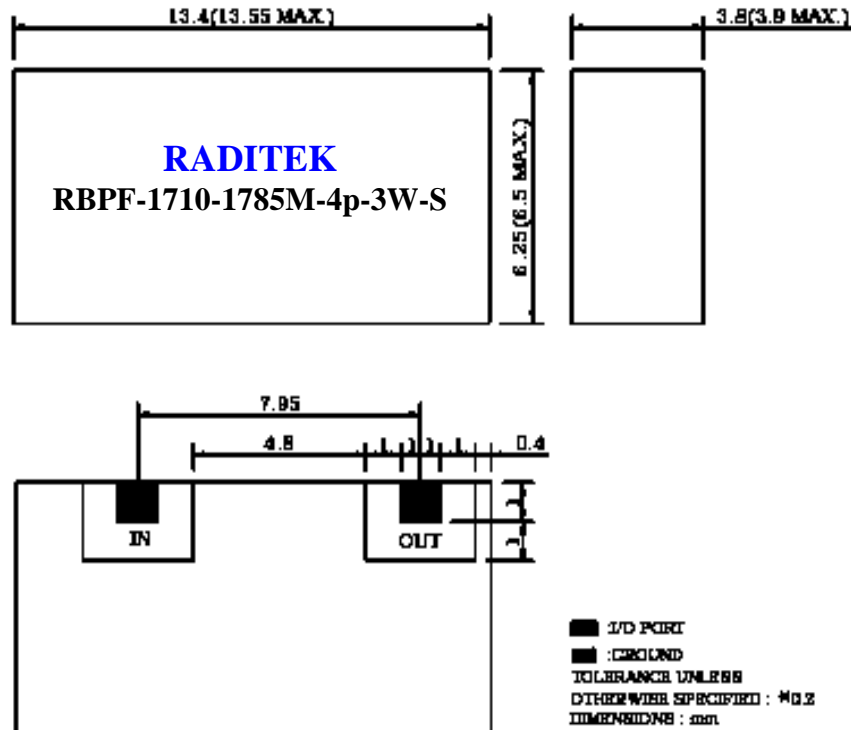 13.4(13.55 MAX.)
3.8(3.9 MAX.)
RADITEK
RBPF-1710-1785M-4p-3W-S
6.25(6.5 MAX.)
7.95
4.8
0.4
IN
OUT
:I/O PORT
:GROUND
TOLERANCE UNLESS
OTHERWISE SPECIFIED : 0.2
DIMENSIONS : mm